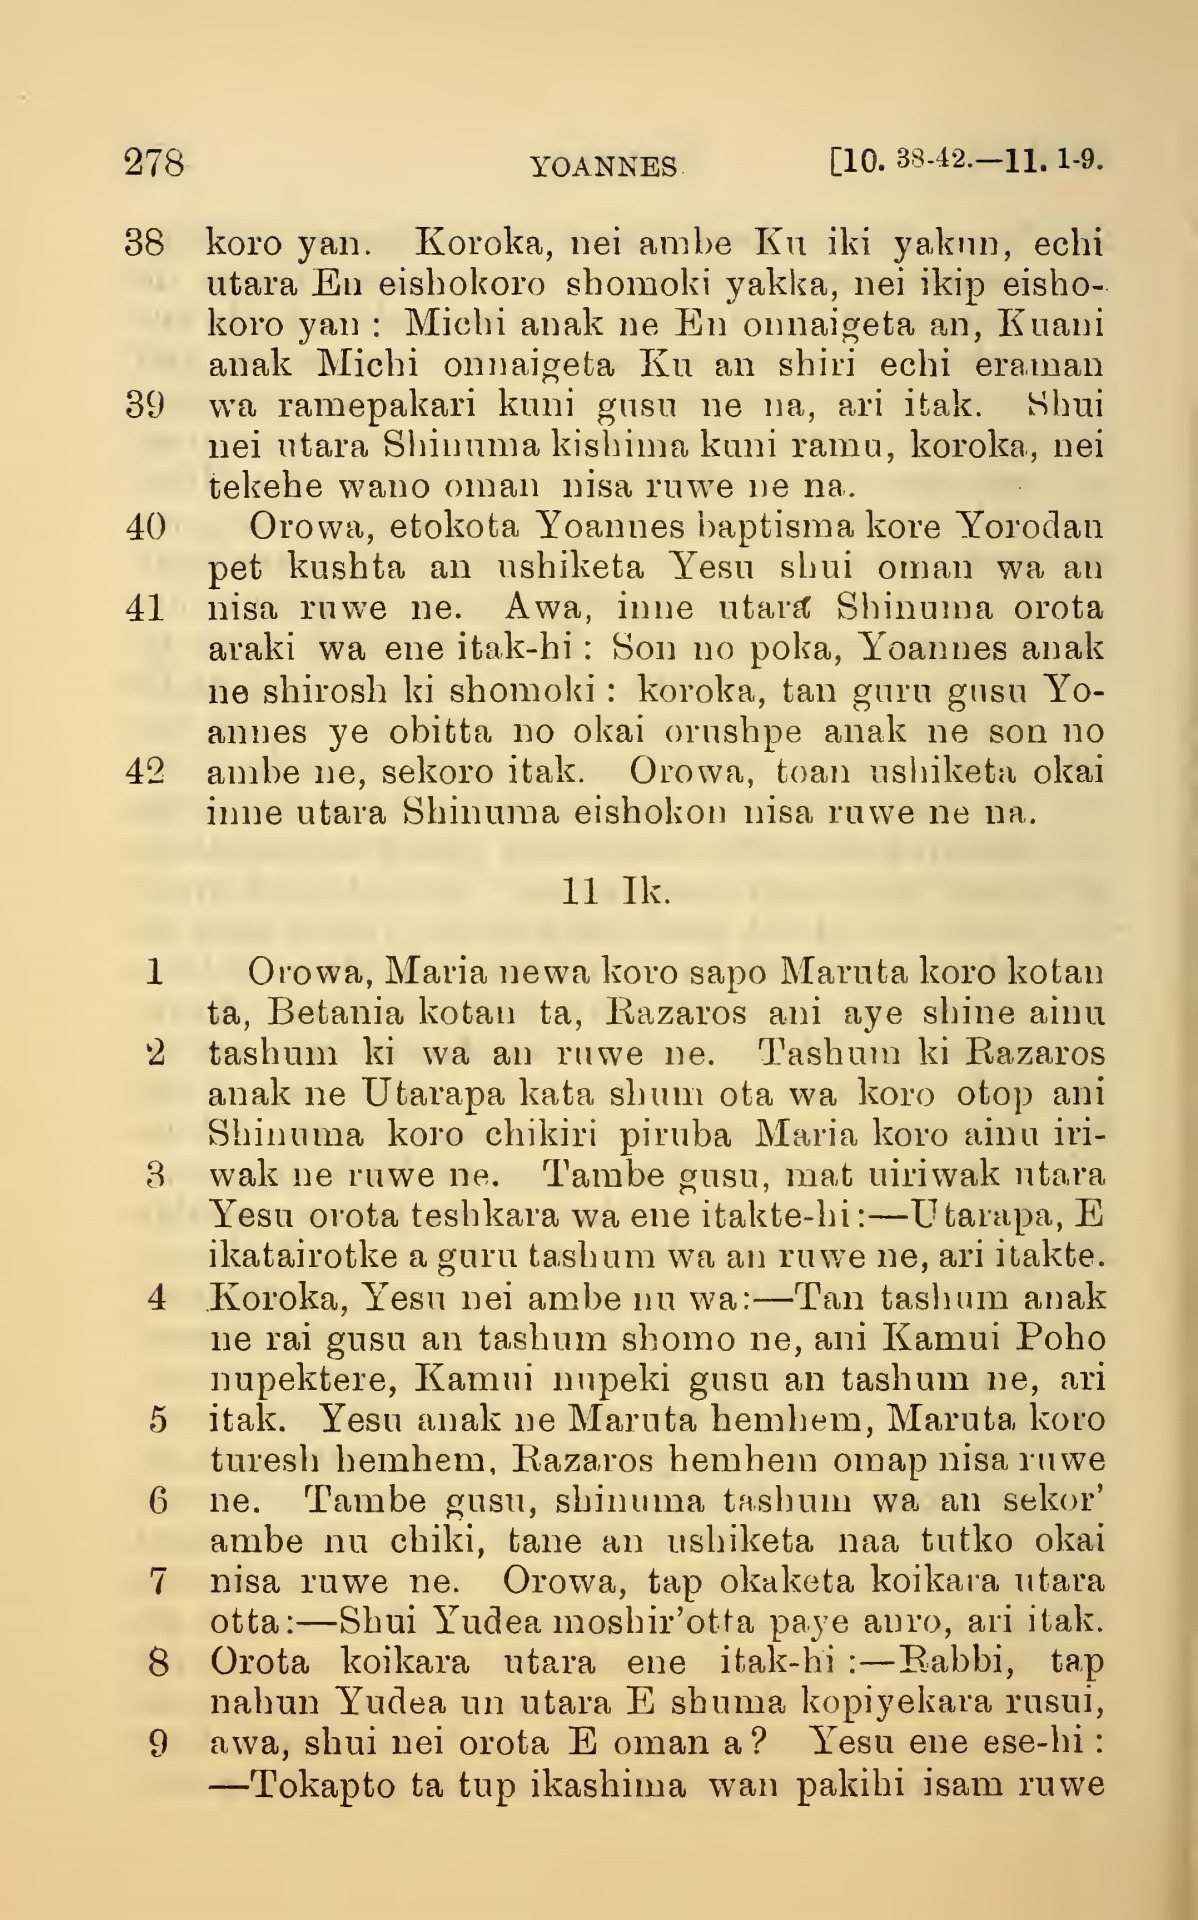 278 YOANNES. [10. 38-42.—11. 1-9.
38 koro yan. Koroka, nei ambe Ku iki yakun, echi
utara En eishokoro shomoki yakka, nei ikip eisho-
koro yan : Michi anak ne En onnaigeta an, Kuani
anak Michi onnaigeta Ku an shiri echi eraman
39 wa ramepakari kuni gusu ne na, ari itak. Shui
nei utara Shinuma kishima kuni ramu, koroka, nei
tekehe wano oman nisa ruwe ne na.
40 Orowa, etokota Yoannes baptisma kore Yorodan
pet kushta an ushiketa Yesu shui oman wa an
41 nisa ruwe ne. Awa, inne utara Shinuma orota
araki wa ene itak-hi : Son no poka, Yoannes anak
ne shirosh ki shomoki : koroka, tan guru gusu Yo-
annes ye obitta no okai orushpe anak ne son no
42 ambe ne, sekoro itak. Orowa, toan ushiketa okai
inne utara Shinuma eishokon nisa ruwe ne na.
11 Ik.
1 Orowa, Maria newa koro sapo Maruta koro kotan
ta, Betania kotan ta, Razaros ani aye shine ainu
2 tashum ki wa an ruwe ne. Tashum ki Razaros
anak ne Utarapa kata shum ota wa koro otop ani
Shinuma koro chikiri piruba Maria koro ainu iri-
3 wak ne ruwe ne. Tambe gusu, mat uiriwak utara
Yesu orota teshkara wa ene itakte-hi :—Utarapa, E
ikatairotke a guru tashum wa an ruwe ne, ari itakte.
4 Koroka, Yesu nei ambe nu wa:—Tan tashum anak
ne rai gusu an tashum shomo ne, ani Kamui Poho
nupektere, Kamui nupeki gusu an tashum ne, ari
5 itak. Yesu anak ne Maruta hemhem, Maruta koro
turesh hemhem, Razaros hemhem omap nisa ruwe
6 ne. Tambe gusu, shinuma tashum wa an sekor'
ambe nu chiki, tane an ushiketa naa tutko okai
7 nisa ruwe ne. Orowa, tap okaketa koikara utara
otta:—Shui Yudea moshir'otta paye anro, ari itak.
8 Orota koikara utara ene itak-hi :—Rabbi, tap
nahun Yudea un utara E shuma kopiyekara rusui,
9 awa, shui nei orota E oman a? Yesu ene ese-hi :
—Tokapto ta tup ikashima wan pakihi isam ruwe